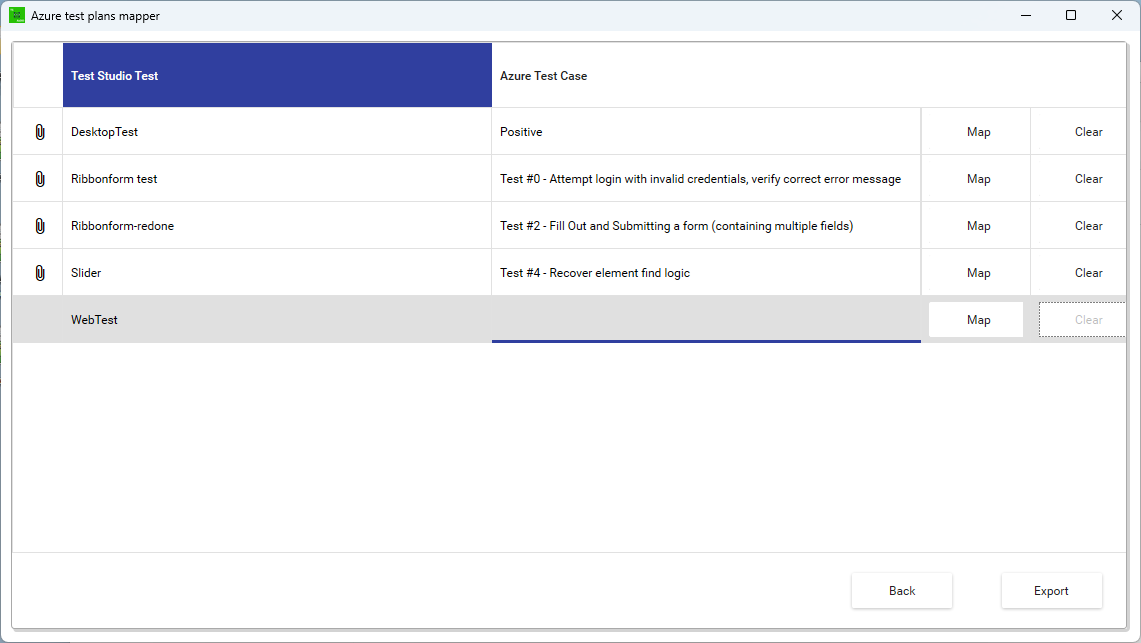 Azure test plans mapper
Test Studio Test Azure Test Case
DesktopTest Positive Map Clear
Ribbonform test Test #0 - Attempt login with invalid credentials, verify correct error message Map Clear
Ribbonform-redone Test #2 - Fill Out and Submitting a form (containing multiple fields) Map Clear
Slider Test #4 - Recover element find logic Map Clear
WebTest Map Clear
Back Export